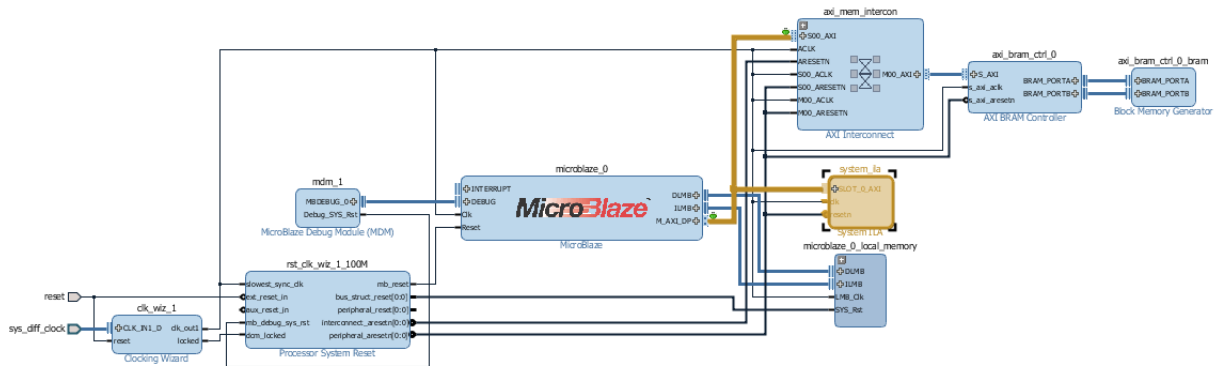 axi_mem_intercon
S00_AXI
ACLK
ARESETN
S00_ACLK
S00_ARESETN
M00_ACLK
M00_ARESETN
M00_AXI
AXI Interconnect
axi_bram_ctrl_0
S_AXI
s_axi_aclk
s_axi_aresetn
BRAM_PORTA
BRAM_PORTB
AXI BRAM Controller
axi_bram_ctrl_0_bram
BRAM_PORTA
BRAM_PORTB
Block Memory Generator
mdm_1
MBDEBUG_0
Debug_SYS_Rst
MicroBlaze Debug Module (MDM)
microblaze_0
INTERRUPT
DEBUG
Clk
Reset
MicroBlaze
DLMB
ILMB
M_AXI_DP
MicroBlaze
system_ila
SLOT_0_AXI
clk
resetn
System ILA
microblaze_0_local_memory
DLMB
ILMB
LMB_Clk
SYS_Rst
reset
sys_diff_clock
clk_wiz_1
CLK_IN1_D
reset
clk_out1
locked
Clocking Wizard
rst_clk_wiz_1_100M
slowest_sync_clk
ext_reset_in
aux_reset_in
mb_debug_sys_rst
dcm_locked
mb_reset
bus_struct_reset[0:0]
peripheral_reset[0:0]
interconnect_aresetn[0:0]
peripheral_aresetn[0:0]
Processor System Reset